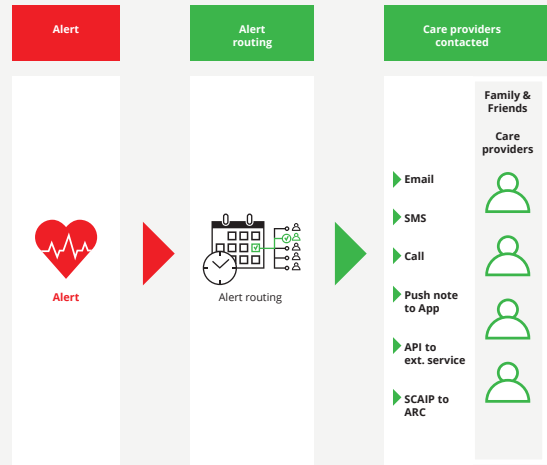 Alert
Alert
routing
Care providers
contacted
Family &
Friends
Care
providers
Email
SMS
Call
Push note
to App
API to
ext. service
SCAIP to
ARC
Alert
Alert routing